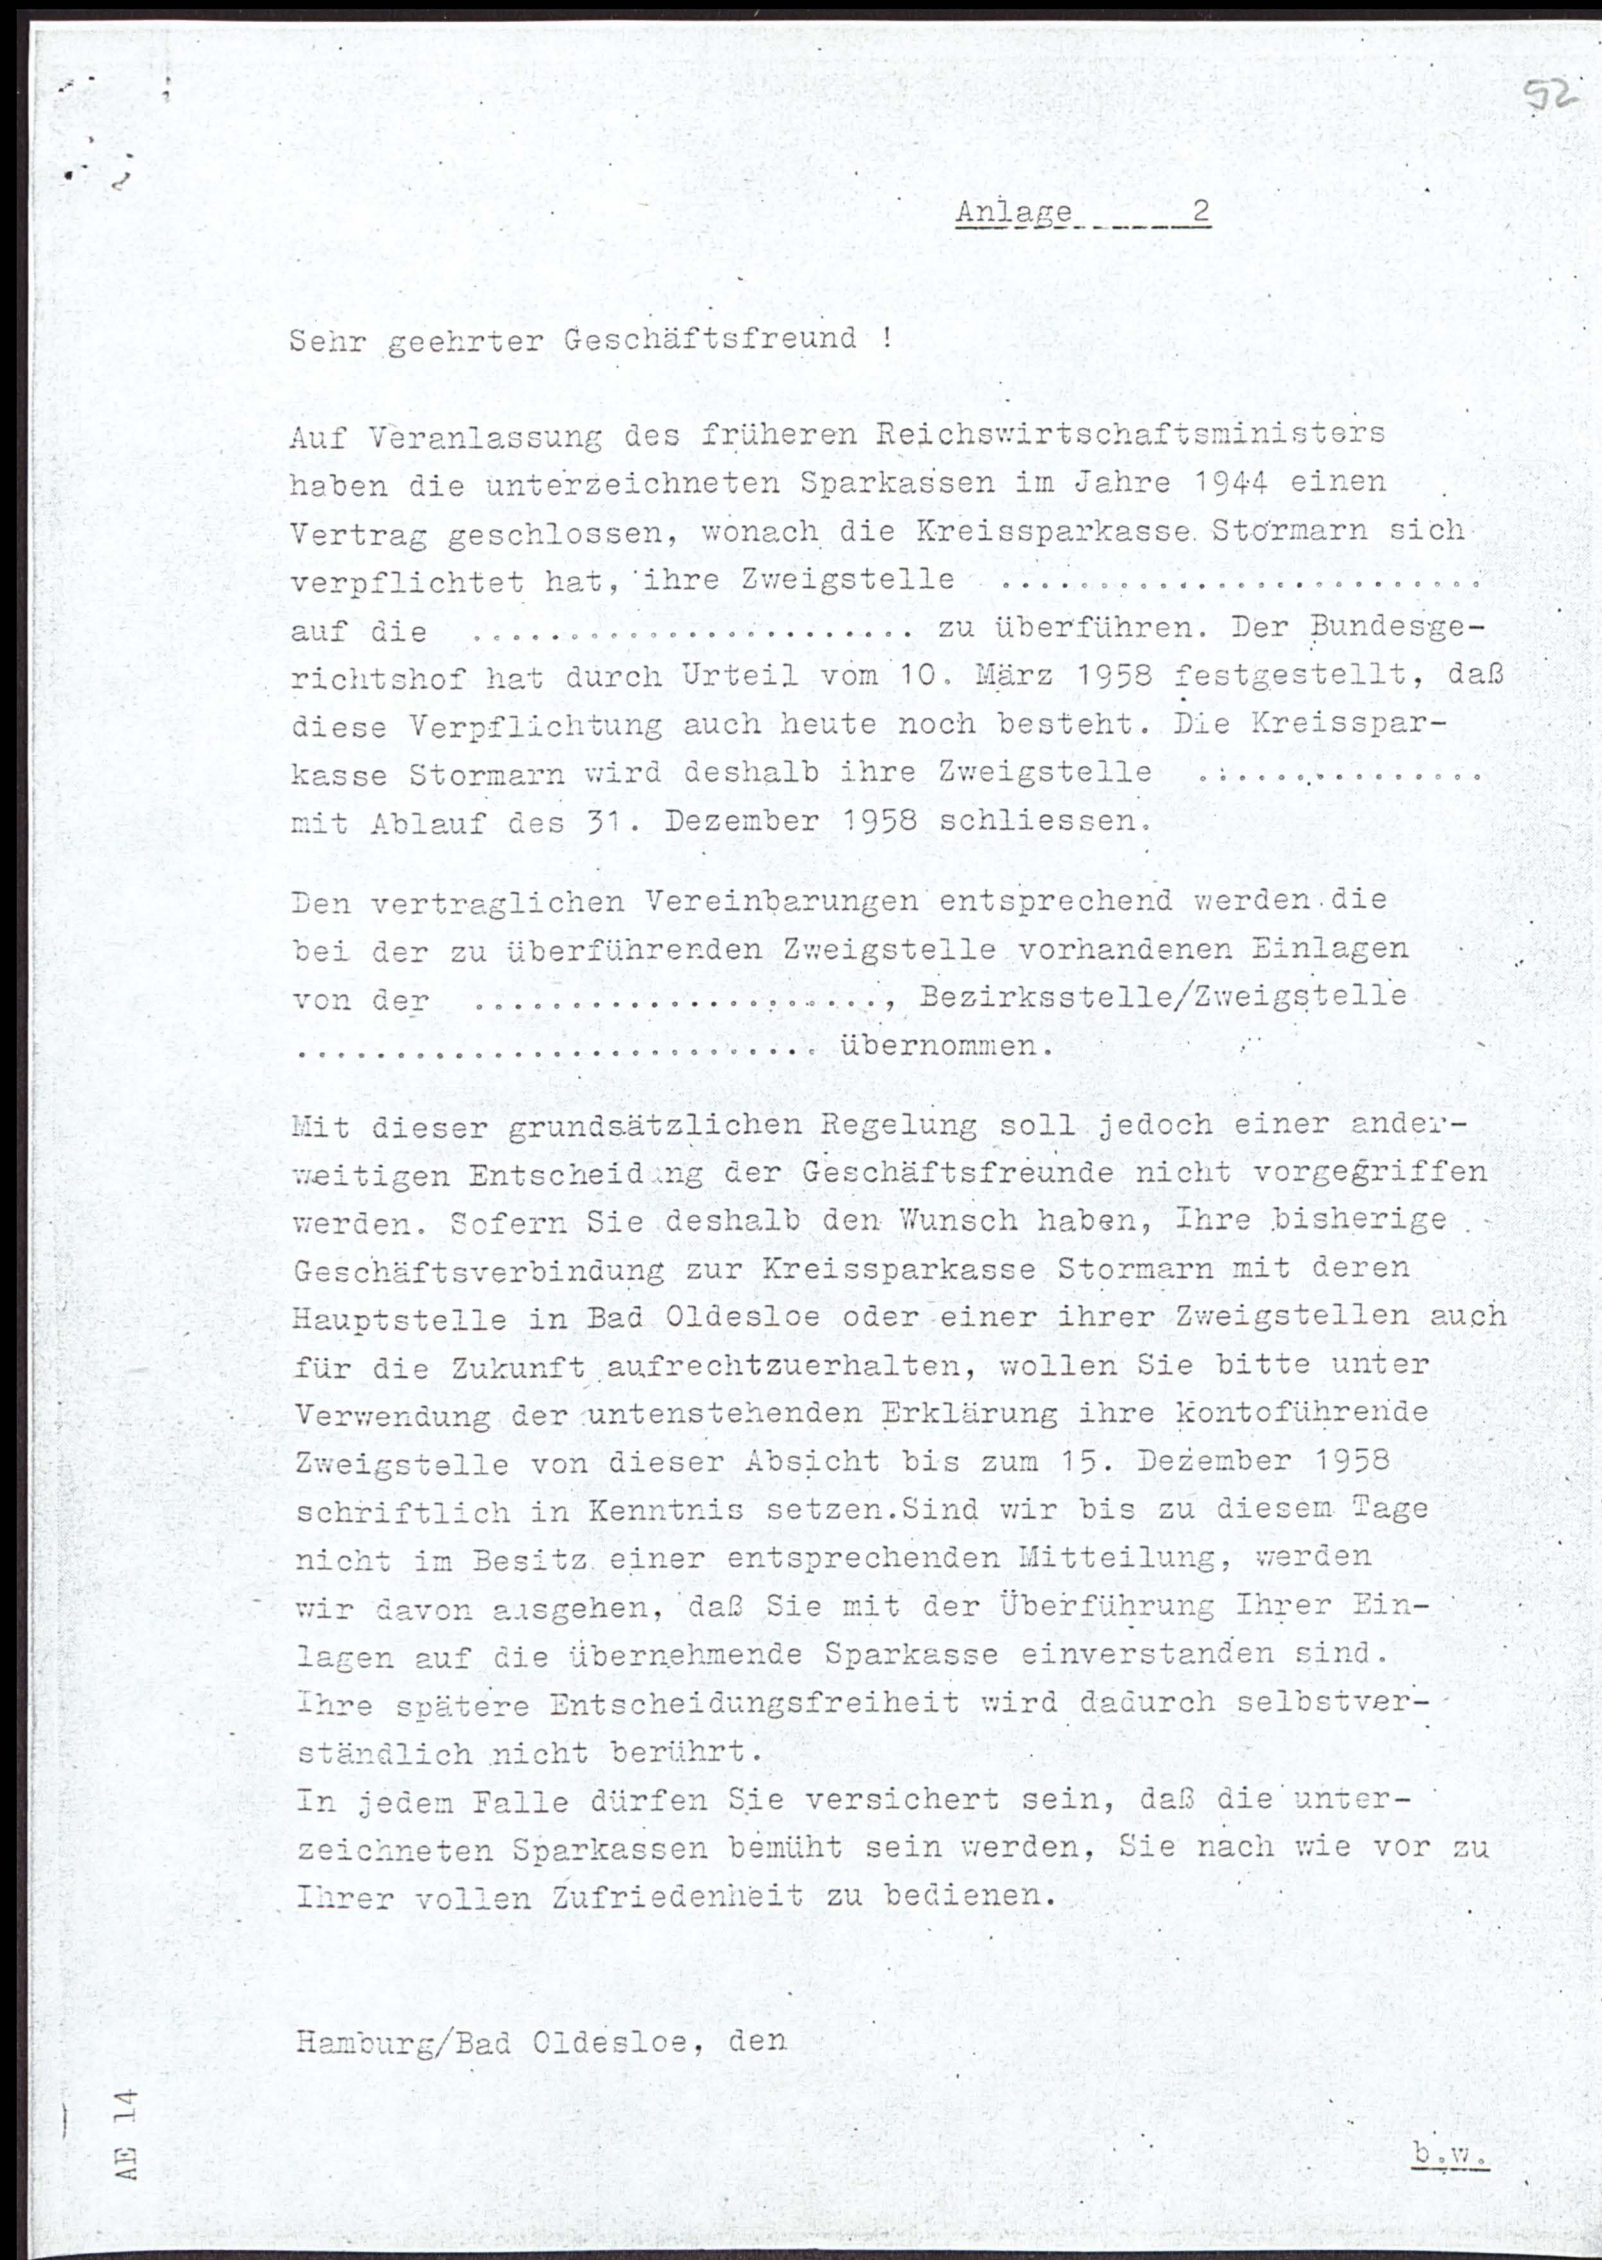 52
Anlage 2
Sehr geehrter Geschäftsfreund !
Auf Veranlassung des früheren Reichswirtschaftsministers
haben die unterzeichneten Sparkassen im Jahre 1944 einen
Vertrag geschlossen, wonach die Kreissparkasse Stormarn sich
verpflichtet hat, ihre Zweigstelle .........................
auf die ....................... zu überführen. Der Bundesge-
richtshof hat durch Urteil vom 10. März 1958 festgestellt, daß
diese Verpflichtung auch heute noch besteht. Die Kreisspar-
kasse Stormarn wird deshalb ihre Zweigstelle ...............
mit Ablauf des 31. Dezember 1958 schliessen.
Den vertraglichen Vereinbarungen entsprechend werden die
bei der zu überführenden Zweigstelle vorhandenen Einlagen
von der ....................., Bezirksstelle/Zweigstelle
........................... übernommen.
Mit dieser grundsätzlichen Regelung soll jedoch einer ander-
weitigen Entscheidung der Geschäftsfreunde nicht vorgegriffen
werden. Sofern Sie deshalb den Wunsch haben, Ihre bisherige
Geschäftsverbindung zur Kreissparkasse Stormarn mit deren
Hauptstelle in Bad Oldesloe oder einer ihrer Zweigstellen auch
für die Zukunft aufrechtzuerhalten, wollen Sie bitte unter
Verwendung der untenstehenden Erklärung ihre kontoführende
Zweigstelle von dieser Absicht bis zum 15. Dezember 1958
schriftlich in Kenntnis setzen.Sind wir bis zu diesem Tage
nicht im Besitz einer entsprechenden Mitteilung, werden
wir davon ausgehen, daß Sie mit der Überführung Ihrer Ein-
lagen auf die übernehmende Sparkasse einverstanden sind.
Ihre spätere Entscheidungsfreiheit wird dadurch selbstver-
ständlich nicht berührt.
In jedem Falle dürfen Sie versichert sein, daß die unter-
zeichneten Sparkassen bemüht sein werden, Sie nach wie vor zu
Ihrer vollen Zufriedenheit zu bedienen.
Hamburg/Bad Oldesloe, den
AE 14
b.w.